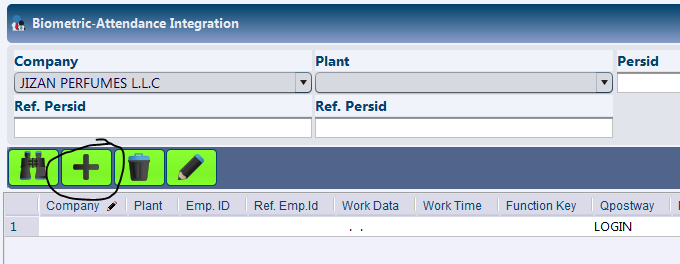 Biometric-Attendance Integration
Company Plant Persid
JIZAN PERFUMES L.L.C
Ref. Persid Ref. Persid
Company Plant Emp. ID Ref. Emp.Id Work Data Work Time Function Key Qpostway
1 . . LOGIN